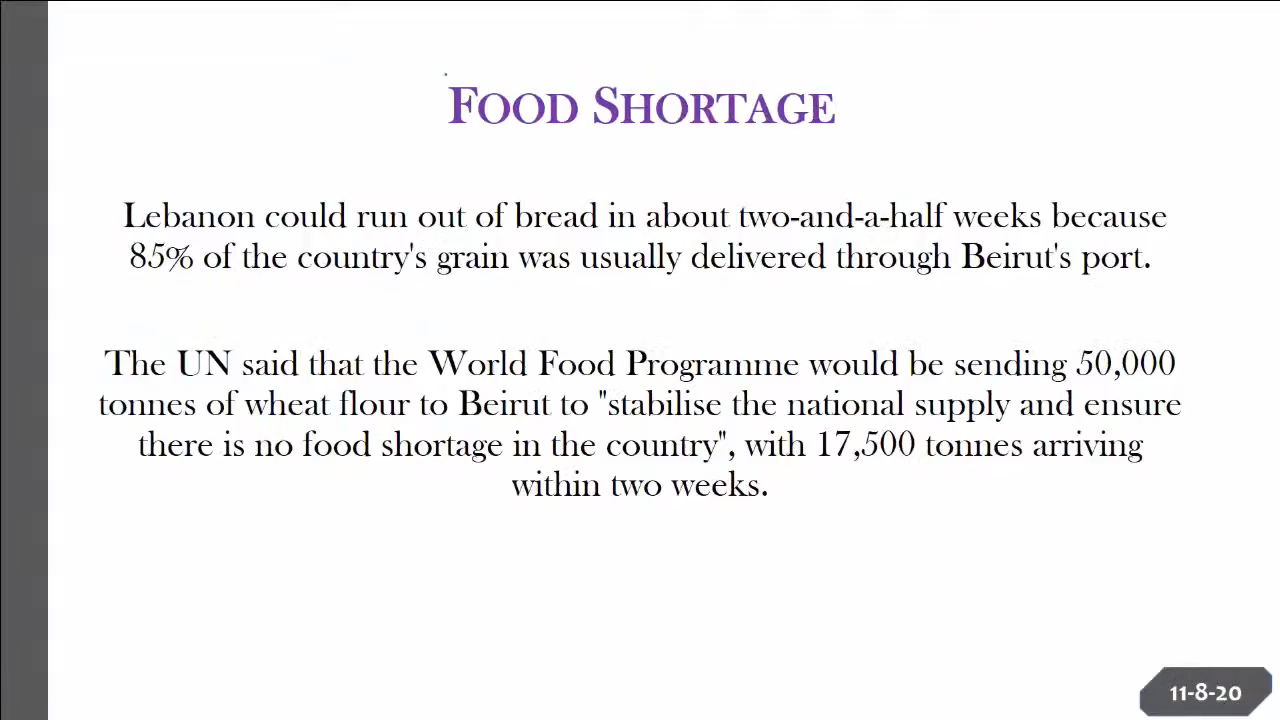 FOOD SHORTAGE
Lebanon could run out of bread in about two-and-a-half weeks because
85% of the country's grain was usually delivered through Beirut's port.
The UN said that the World Food Programme would be sending 50,000
tonnes of wheat flour to Beirut to "stabilise the national supply and ensure
there is no food shortage in the country", with 17,500 tonnes arriving
within two weeks.
11-8-20